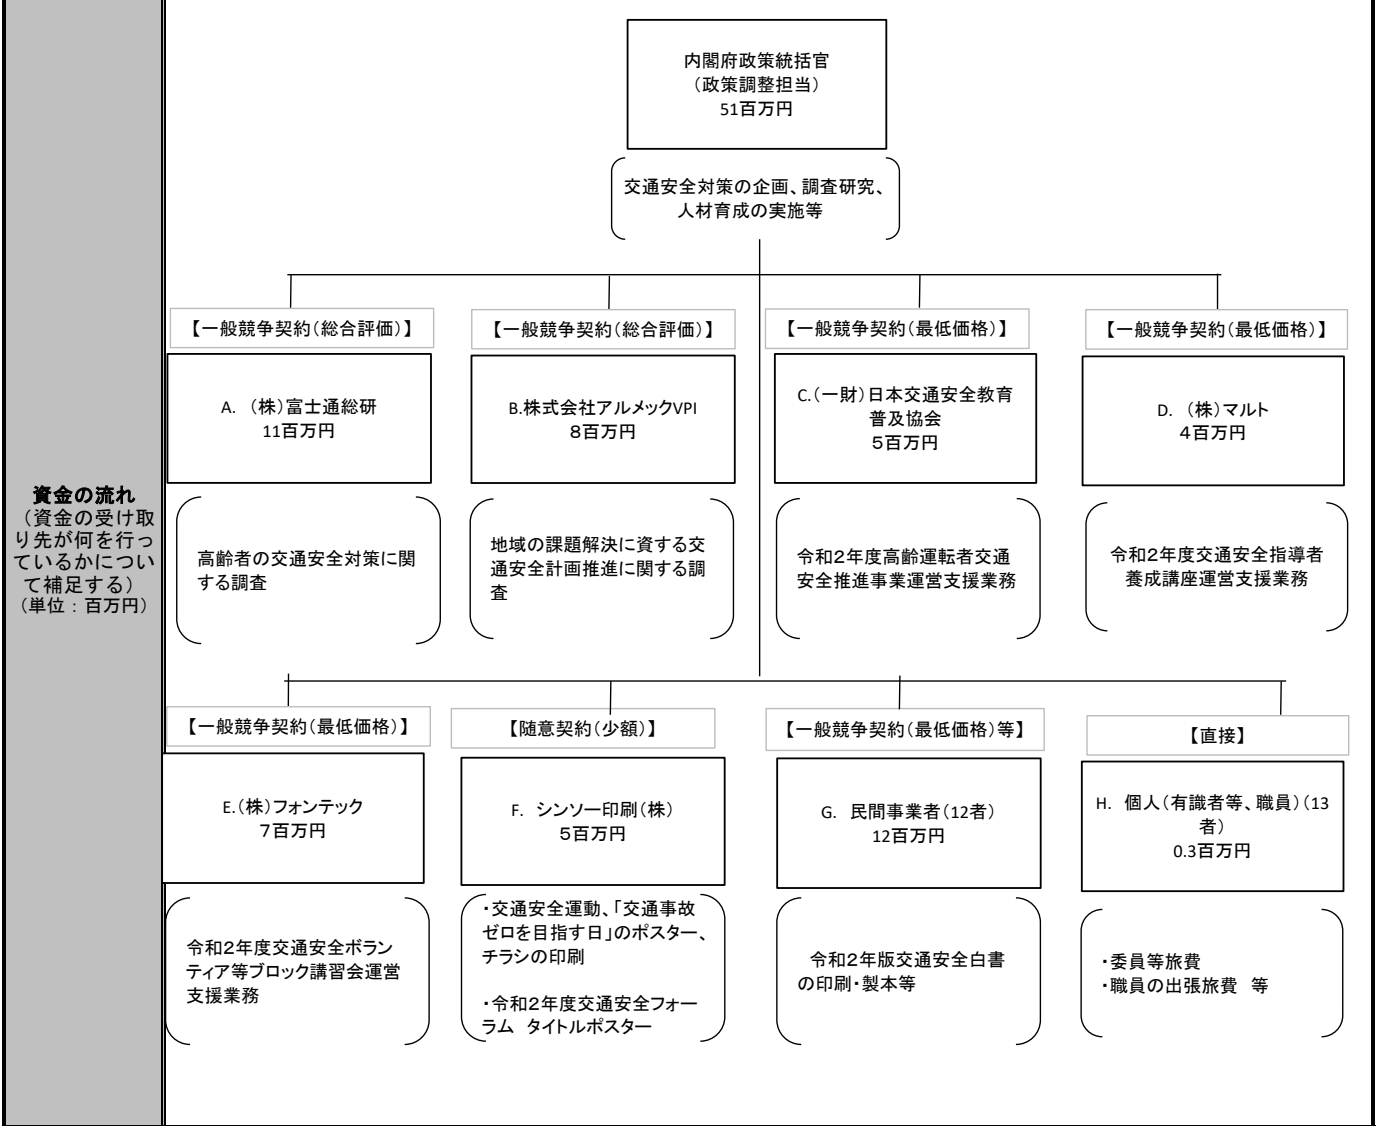 内閣府政策統括官
（政策調整担当）
51百万円
交通安全対策の企画、調査研究、
人材育成の実施等
【一般競争契約（総合評価）】
A.　（株）富士通総研
11百万円
高齢者の交通安全対策に関
する調査
【一般競争契約（総合評価）】
B.株式会社アルメックVPI
８百万円
地域の課題解決に資する交
通安全計画推進に関する調
査
【一般競争契約（最低価格）】
C.（一財）日本交通安全教育
普及協会
５百万円
令和２年度高齢運転者交通
安全推進事業運営支援業務
【一般競争契約（最低価格）】
D.　（株）マルト
４百万円
令和２年度交通安全指導者
養成講座運営支援業務
資金の流れ
（資金の受け取
り先が何を行っ
ているかについ
て補足する）
（単位：百万円）
【一般競争契約（最低価格）】
E.（株）フォンテック
７百万円
令和２年度交通安全ボラン
ティア等ブロック講習会運営
支援業務
【随意契約（少額）】
F.　シンソー印刷（株）
５百万円
・交通安全運動、「交通事故
ゼロを目指す日」のポスター、
チラシの印刷
・令和２年度交通安全フォー
ラム　タイトルポスター
【一般競争契約（最低価格）等】
G.　民間事業者（12者）
12百万円
令和２年版交通安全白書
の印刷・製本等
【直接】
H.　個人（有識者等、職員）（13
者）
0.3百万円
・委員等旅費
・職員の出張旅費　等